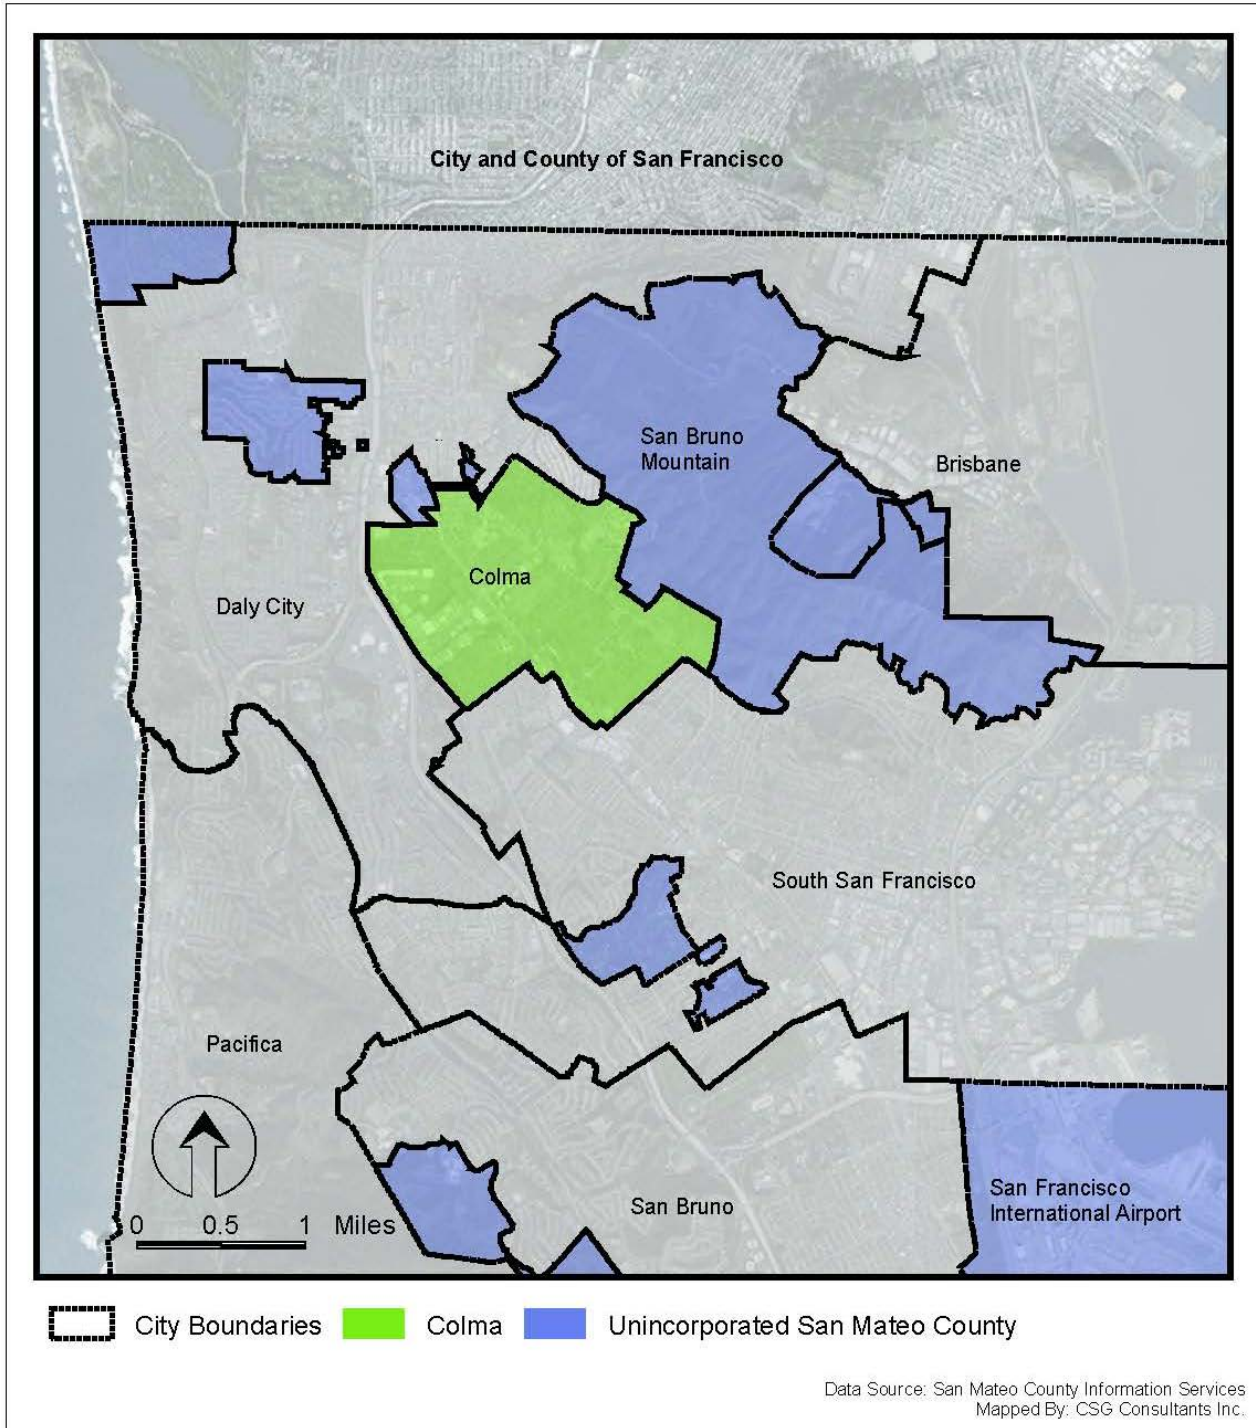 City and County of San Francisco
San Bruno
Mountain
Brisbane
Colma
Daly City
South San Francisco
Pacifica
San Bruno
San Francisco
International Airport
0 0.5 1 Miles
City Boundaries Colma Unincorporated San Mateo County
Data Source: San Mateo County Information Services
Mapped By: CSG Consultants Inc.